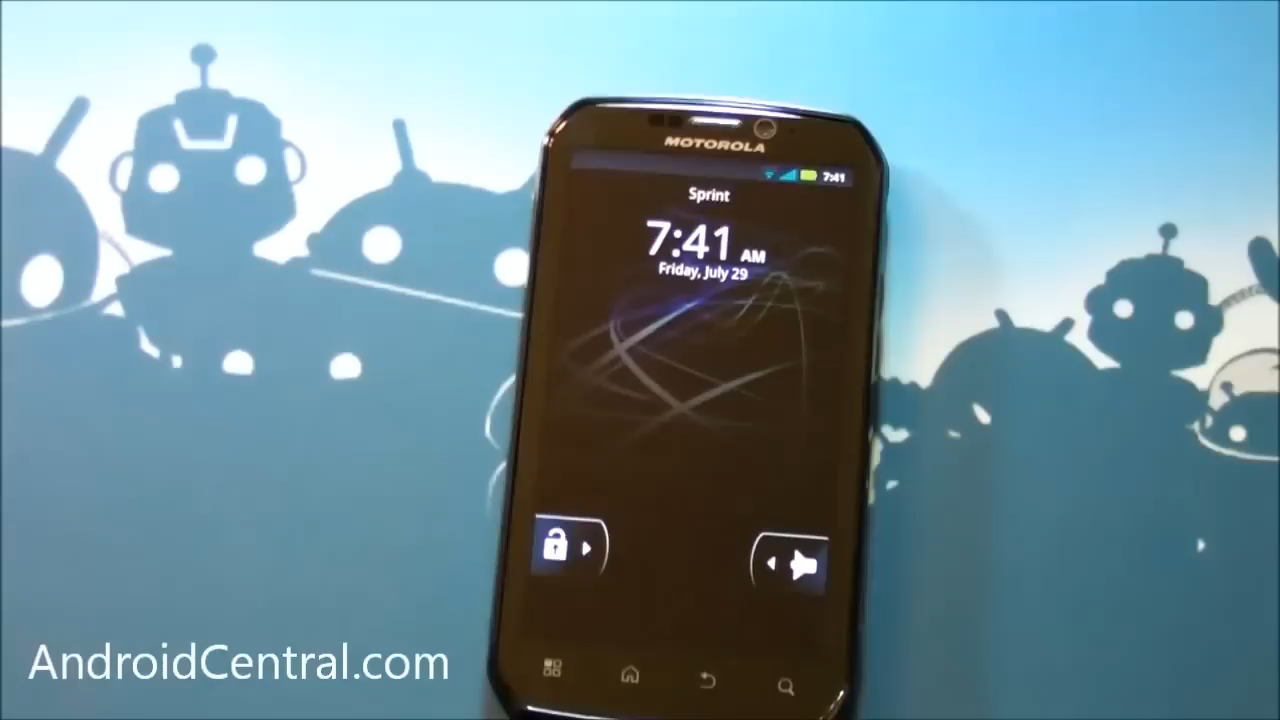 MOTOROLA
7:41
Sprint
7:41 AM
Friday, July 29
AndroidCentral.com